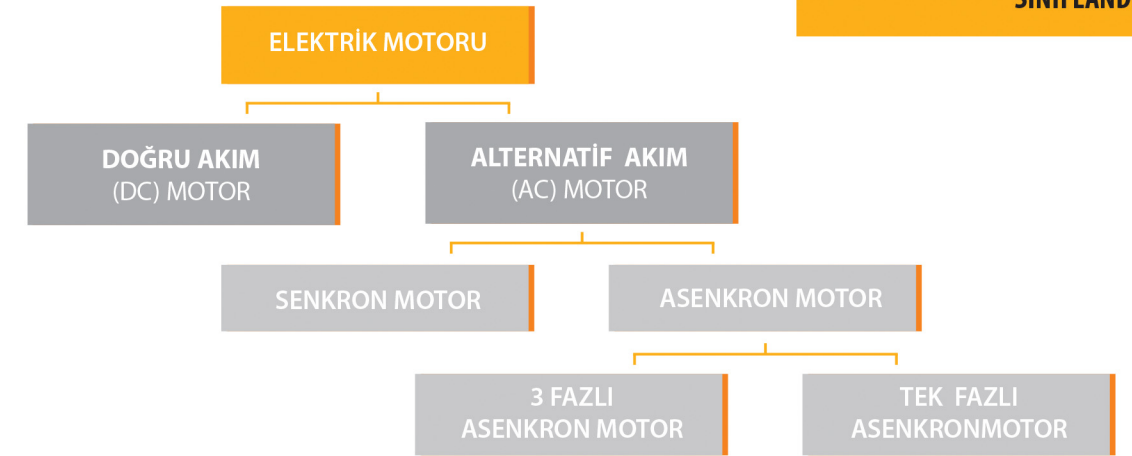 ELEKTRİK MOTORU
DOĞRU AKIM
(DC) MOTOR
ALTERNATİF AKIM
(AC) MOTOR
SENKRON MOTOR
ASENKRON MOTOR
3 FAZLI
ASENKRON MOTOR
TEK FAZLI
ASENKRONMOTOR